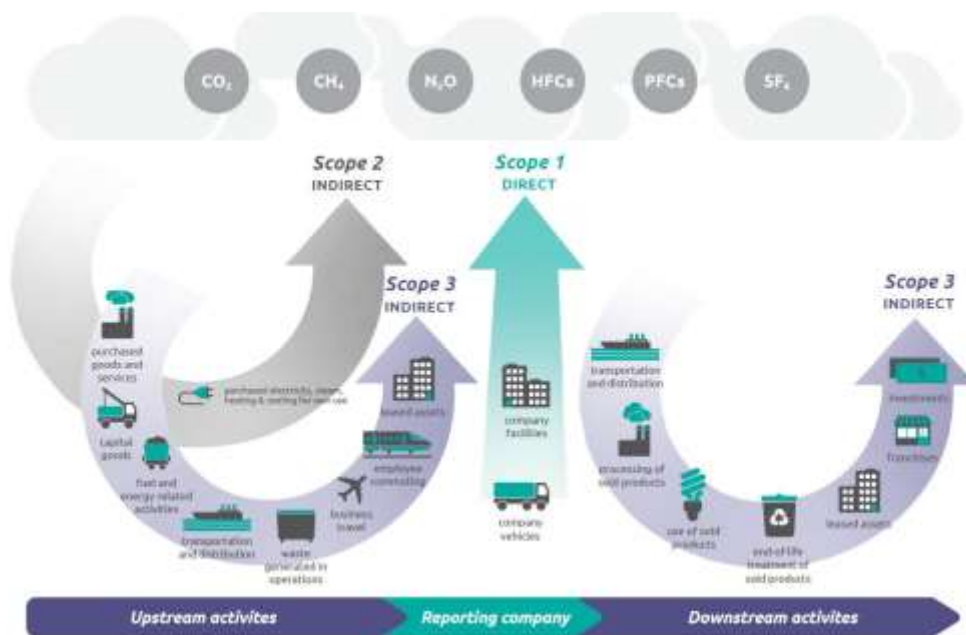 CO₂
CH₄
N₂O
HFCs
PFCs
SF₆
Scope 2
INDIRECT
Scope 1
DIRECT
Scope 3
INDIRECT
Scope 3
INDIRECT
purchased
goods and
services
capital
goods
fuel and
energy related
activities
transportation
and distribution
waste
generated in
operations
business
travel
employee
commuting
leased assets
purchased electricity, steam,
heating & cooling for own use
company
facilities
company
vehicles
transportation
and distribution
processing of
sold products
use of sold
products
end-of-life
treatment of
sold products
leased assets
franchises
investments
Upstream activites
Reporting company
Downstream activites